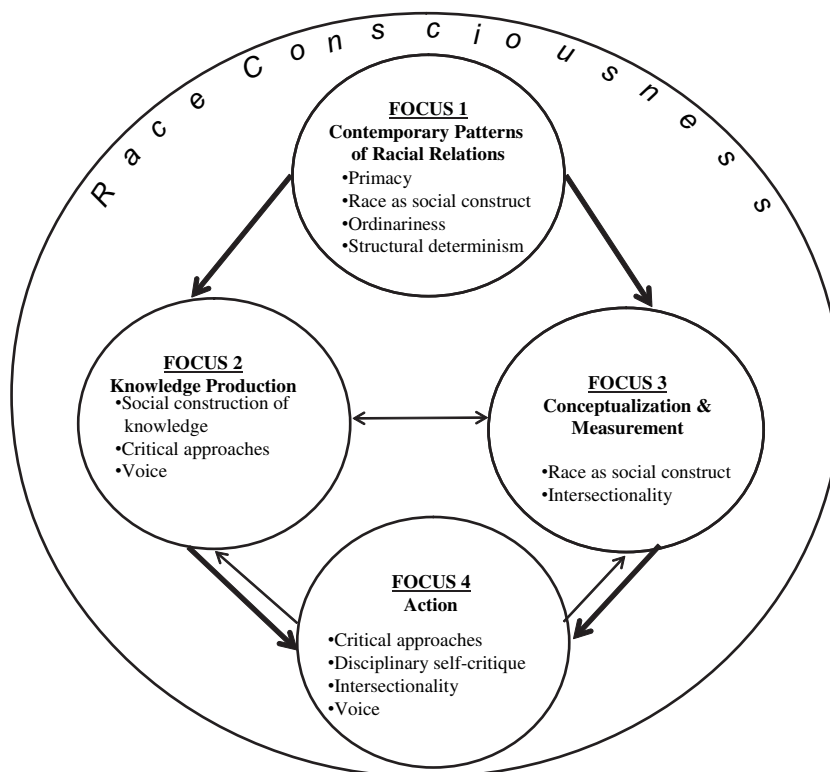 Race Consciousness
FOCUS 1
Contemporary Patterns
of Racial Relations
•Primacy
•Race as social construct
•Ordinariness
•Structural determinism
FOCUS 2
Knowledge Production
•Social construction of
knowledge
•Critical approaches
•Voice
FOCUS 3
Conceptualization &
Measurement
•Race as social construct
•Intersectionality
FOCUS 4
Action
•Critical approaches
•Disciplinary self-critique
•Intersectionality
•Voice